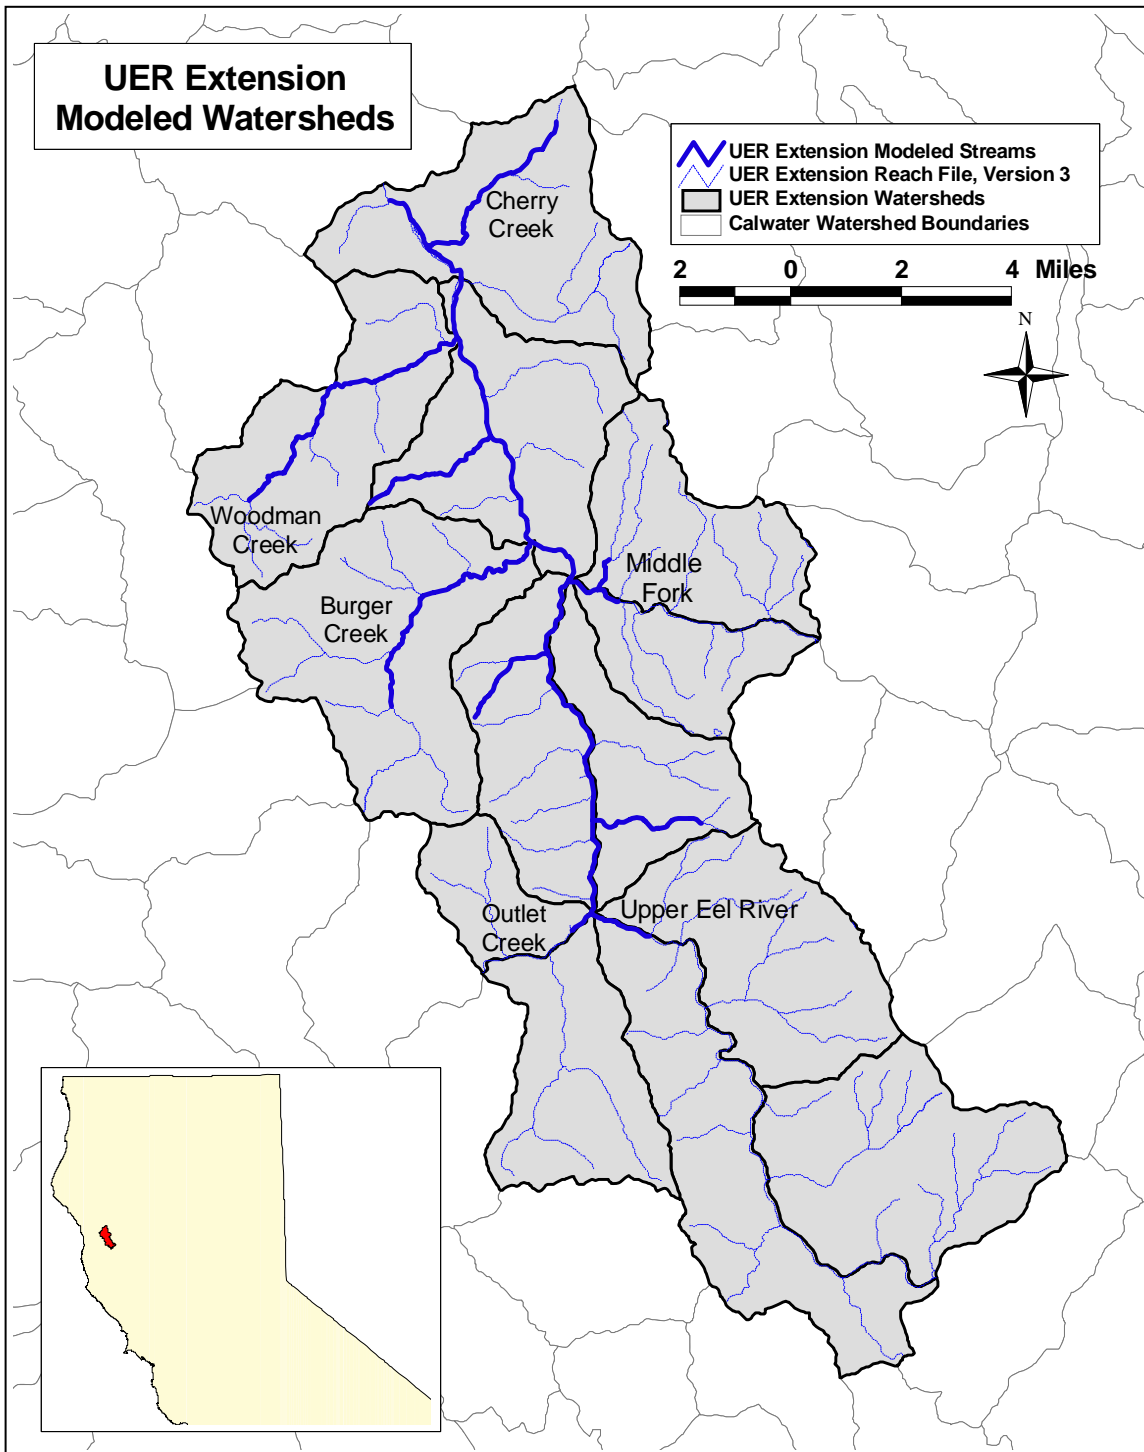 UER Extension
Modeled Watersheds
UER Extension Modeled Streams
UER Extension Reach File, Version 3
UER Extension Watersheds
Calwater Watershed Boundaries
2 0 2 4 Miles
N
Cherry
Creek
Woodman
Creek
Middle
Fork
Burger
Creek
Outlet
Creek
Upper Eel River